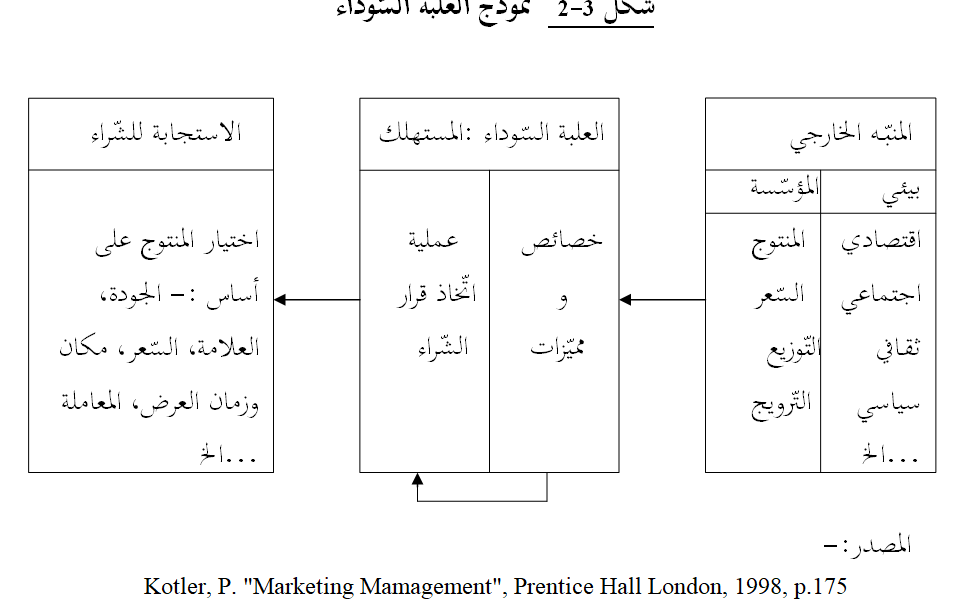 شكل 3-2 نموذج العلبة السّوداء
المنبّه الخارجي
بيئي
المؤسّسة
اقتصادي
اجتماعي
ثقافي
سياسي
...الخ
المنتوج
السّعر
التّوزيع
التّرويج
العلبة السّوداء :المستهلك
خصائص
و
مميّزات
عملية
اتّخاذ قرار
الشّراء
الاستجابة للشّراء
اختيار المنتوج على
أساس :– الجودة،
العلامة، السّعر، مكان
وزمان العرض، المعاملة
...الخ
المصدر:–
Kotler, P. "Marketing Mamagement", Prentice Hall London, 1998, p.175